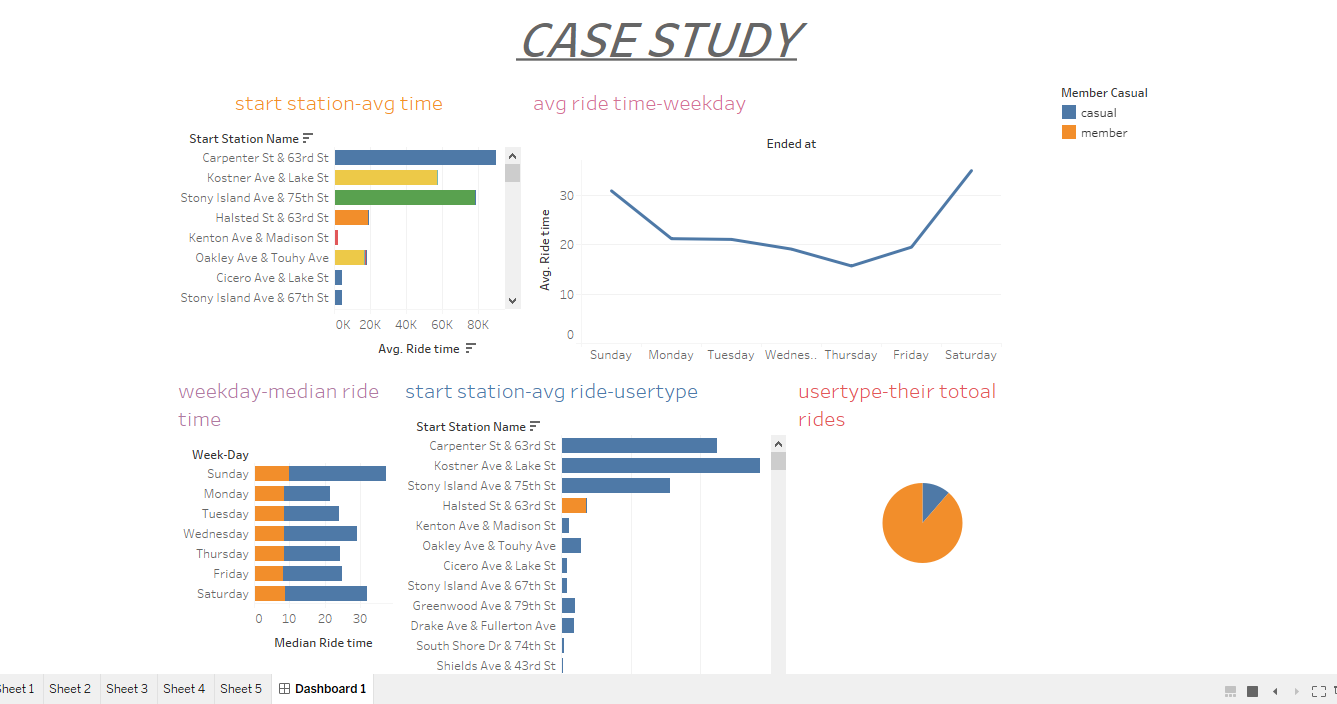 CASE STUDY
start station-avg time
Start Station Name
Carpenter St & 63rd St
Kostner Ave & Lake St
Stony Island Ave & 75th St
Halsted St & 63rd St
Kenton Ave & Madison St
Oakley Ave & Touhy Ave
Cicero Ave & Lake St
Stony Island Ave & 67th St
0K 20K 40K 60K 80K
Avg. Ride time
avg ride time-weekday
Ended at
Avg. Ride time
30
20
10
0
Sunday Monday Tuesday Wednes.. Thursday Friday Saturday
Member Casual
casual
member
weekday-median ride
time
Week-Day
Sunday
Monday
Tuesday
Wednesday
Thursday
Friday
Saturday
0 10 20 30
Median Ride time
start station-avg ride-usertype
Start Station Name
Carpenter St & 63rd St
Kostner Ave & Lake St
Stony Island Ave & 75th St
Halsted St & 63rd St
Kenton Ave & Madison St
Oakley Ave & Touhy Ave
Cicero Ave & Lake St
Stony Island Ave & 67th St
Greenwood Ave & 79th St
Drake Ave & Fullerton Ave
South Shore Dr & 74th St
Shields Ave & 43rd St
usertype-their totoal
rides
heet 1 Sheet 2 Sheet 3 Sheet 4 Sheet 5 Dashboard 1